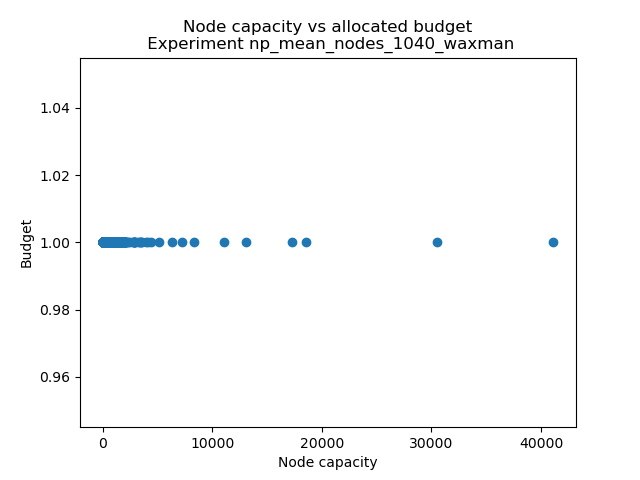 Node capacity vs allocated budget
Experiment np_mean_nodes_1040_waxman
1.04
1.02
1.00
0.98
0.96
Budget
0
10000
20000
30000
40000
Node capacity